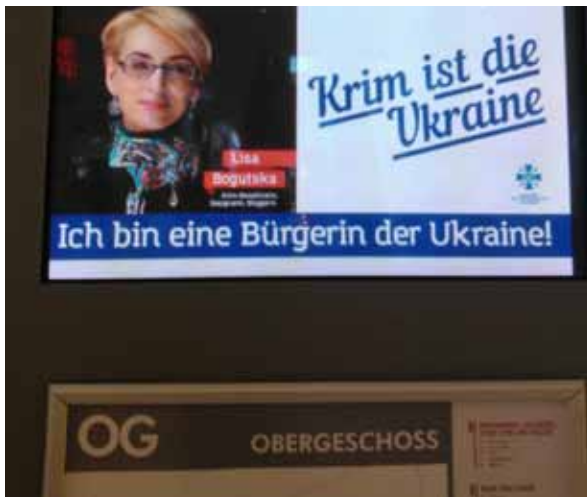 Krim ist die
Ukraine
Lisa
Bogutska
Ich bin eine Bürgerin der Ukraine!
OG
OBERGESCHOSS